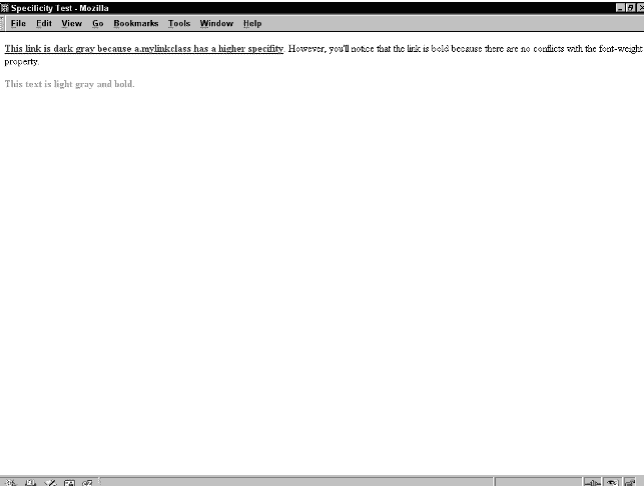 Specificity Test - Mozilla
File Edit View Go Bookmarks Tools Window Help
This link is dark gray because a.mylinkclass has a higher specifity. However, you'll notice that the link is bold because there are no conflicts with the font-weight
property.
This text is light gray and bold.